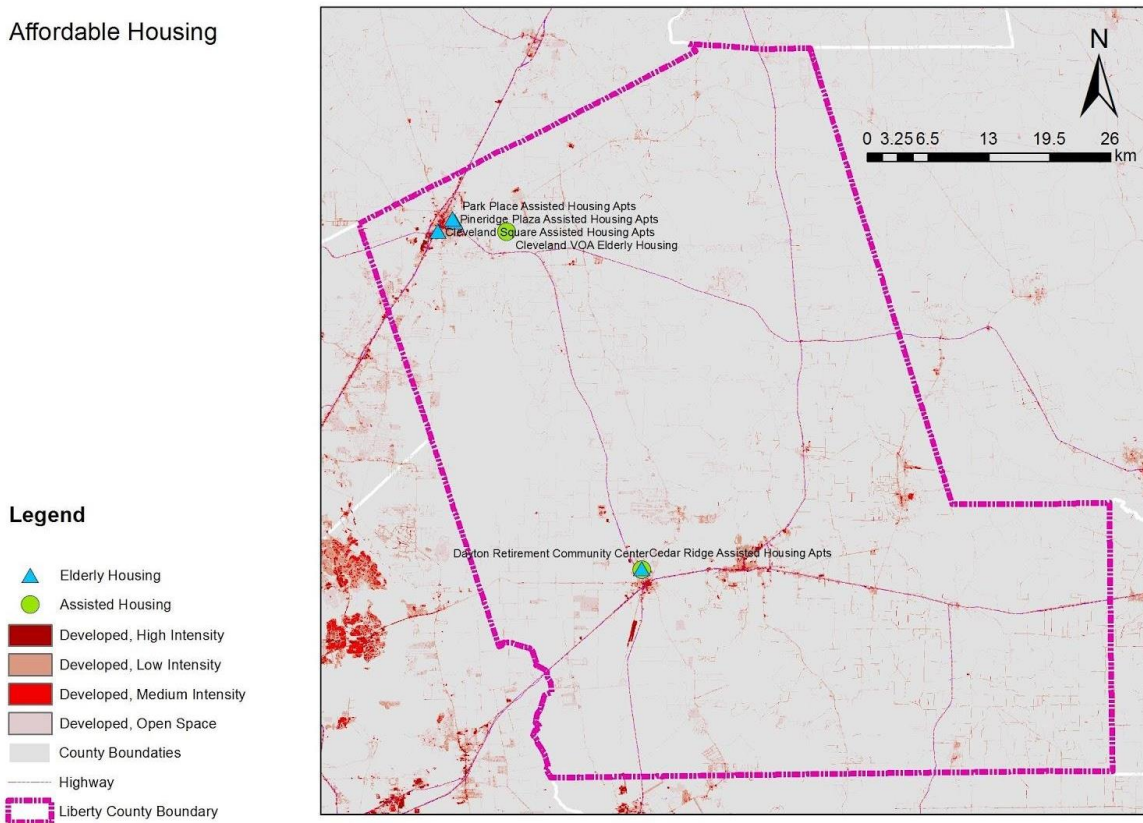 Affordable Housing
N
0 3.25 6.5 13 19.5 26
km
Park Place Assisted Housing Apts
Pineridge Plaza Assisted Housing Apts
Cleveland Square Assisted Housing Apts
Cleveland VOA Elderly Housing
Dayton Retirement Community Center Cedar Ridge Assisted Housing Apts
Legend
Elderly Housing
Assisted Housing
Developed, High Intensity
Developed, Low Intensity
Developed, Medium Intensity
Developed, Open Space
County Boundaties
Highway
Liberty County Boundary